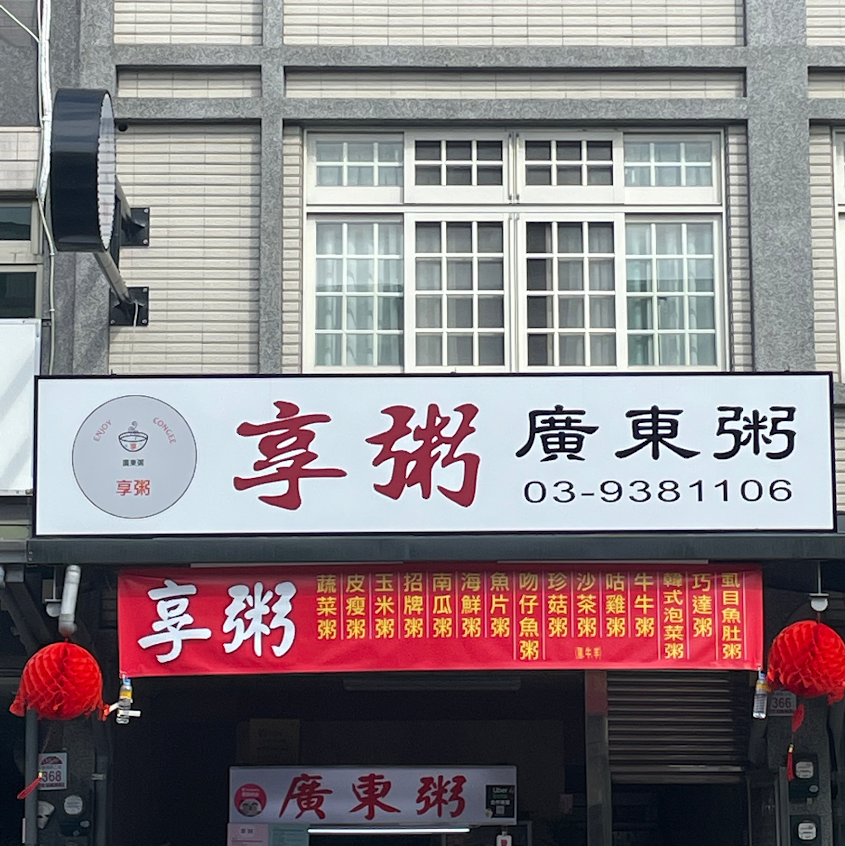 ENJOY CONGEE
廣東粥
享粥
享粥
廣東粥
03-9381106
享粥
蔬菜粥
皮瘦粥
玉米粥
招牌粥
南瓜粥
海鮮粥
魚片粥
吻仔魚粥
珍菇粥
沙茶粥
咕雞粥
牛牛粥
韓式泡菜粥
巧達粥
虱目魚肚粥
368
366
廣東粥
Uber